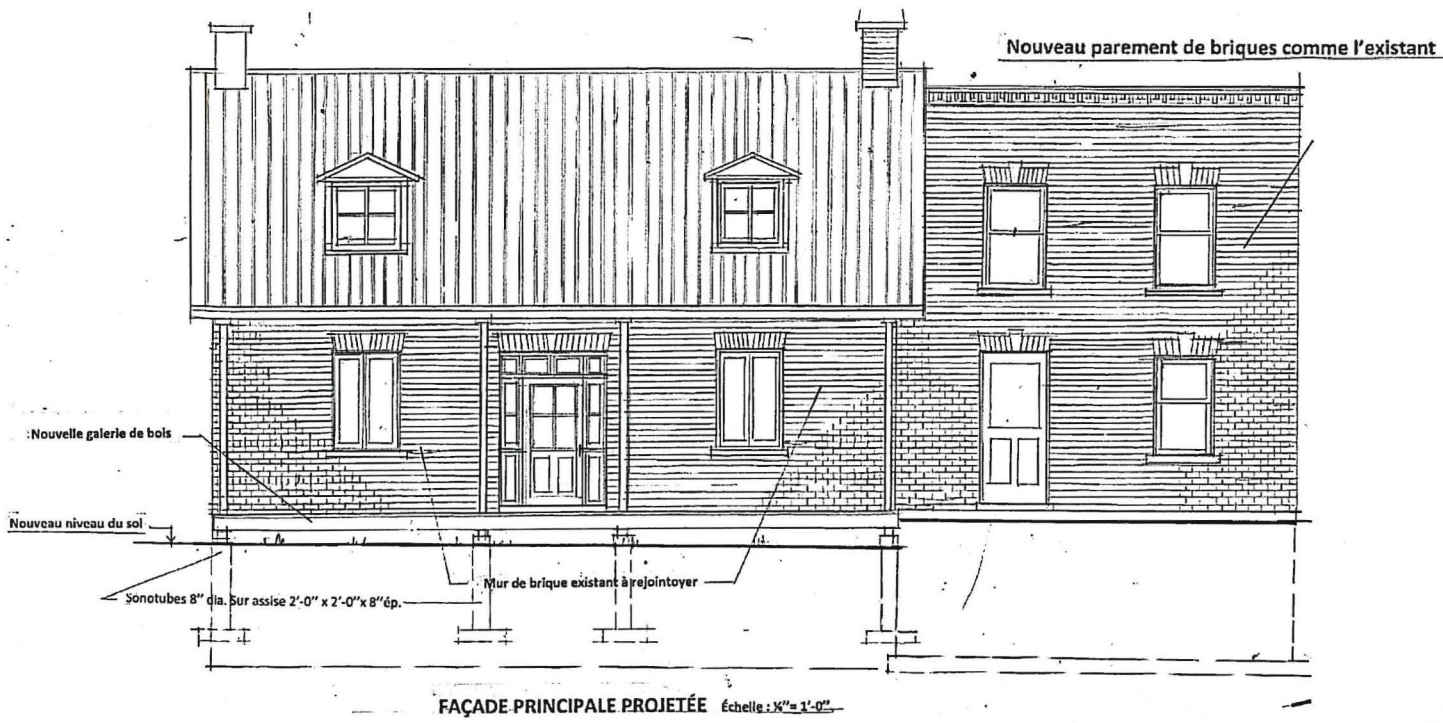 Nouveau parement de briques comme l'existant
Nouvelle galerie de bois
Nouveau niveau du sol
Mur de brique existant à rejointoyer
Sonotubes 8" dia. Sur assise 2'-0" x 2'-0"x 8"ép.
FAÇADE PRINCIPALE PROJETÉE Échelle : ¼"= 1'-0"